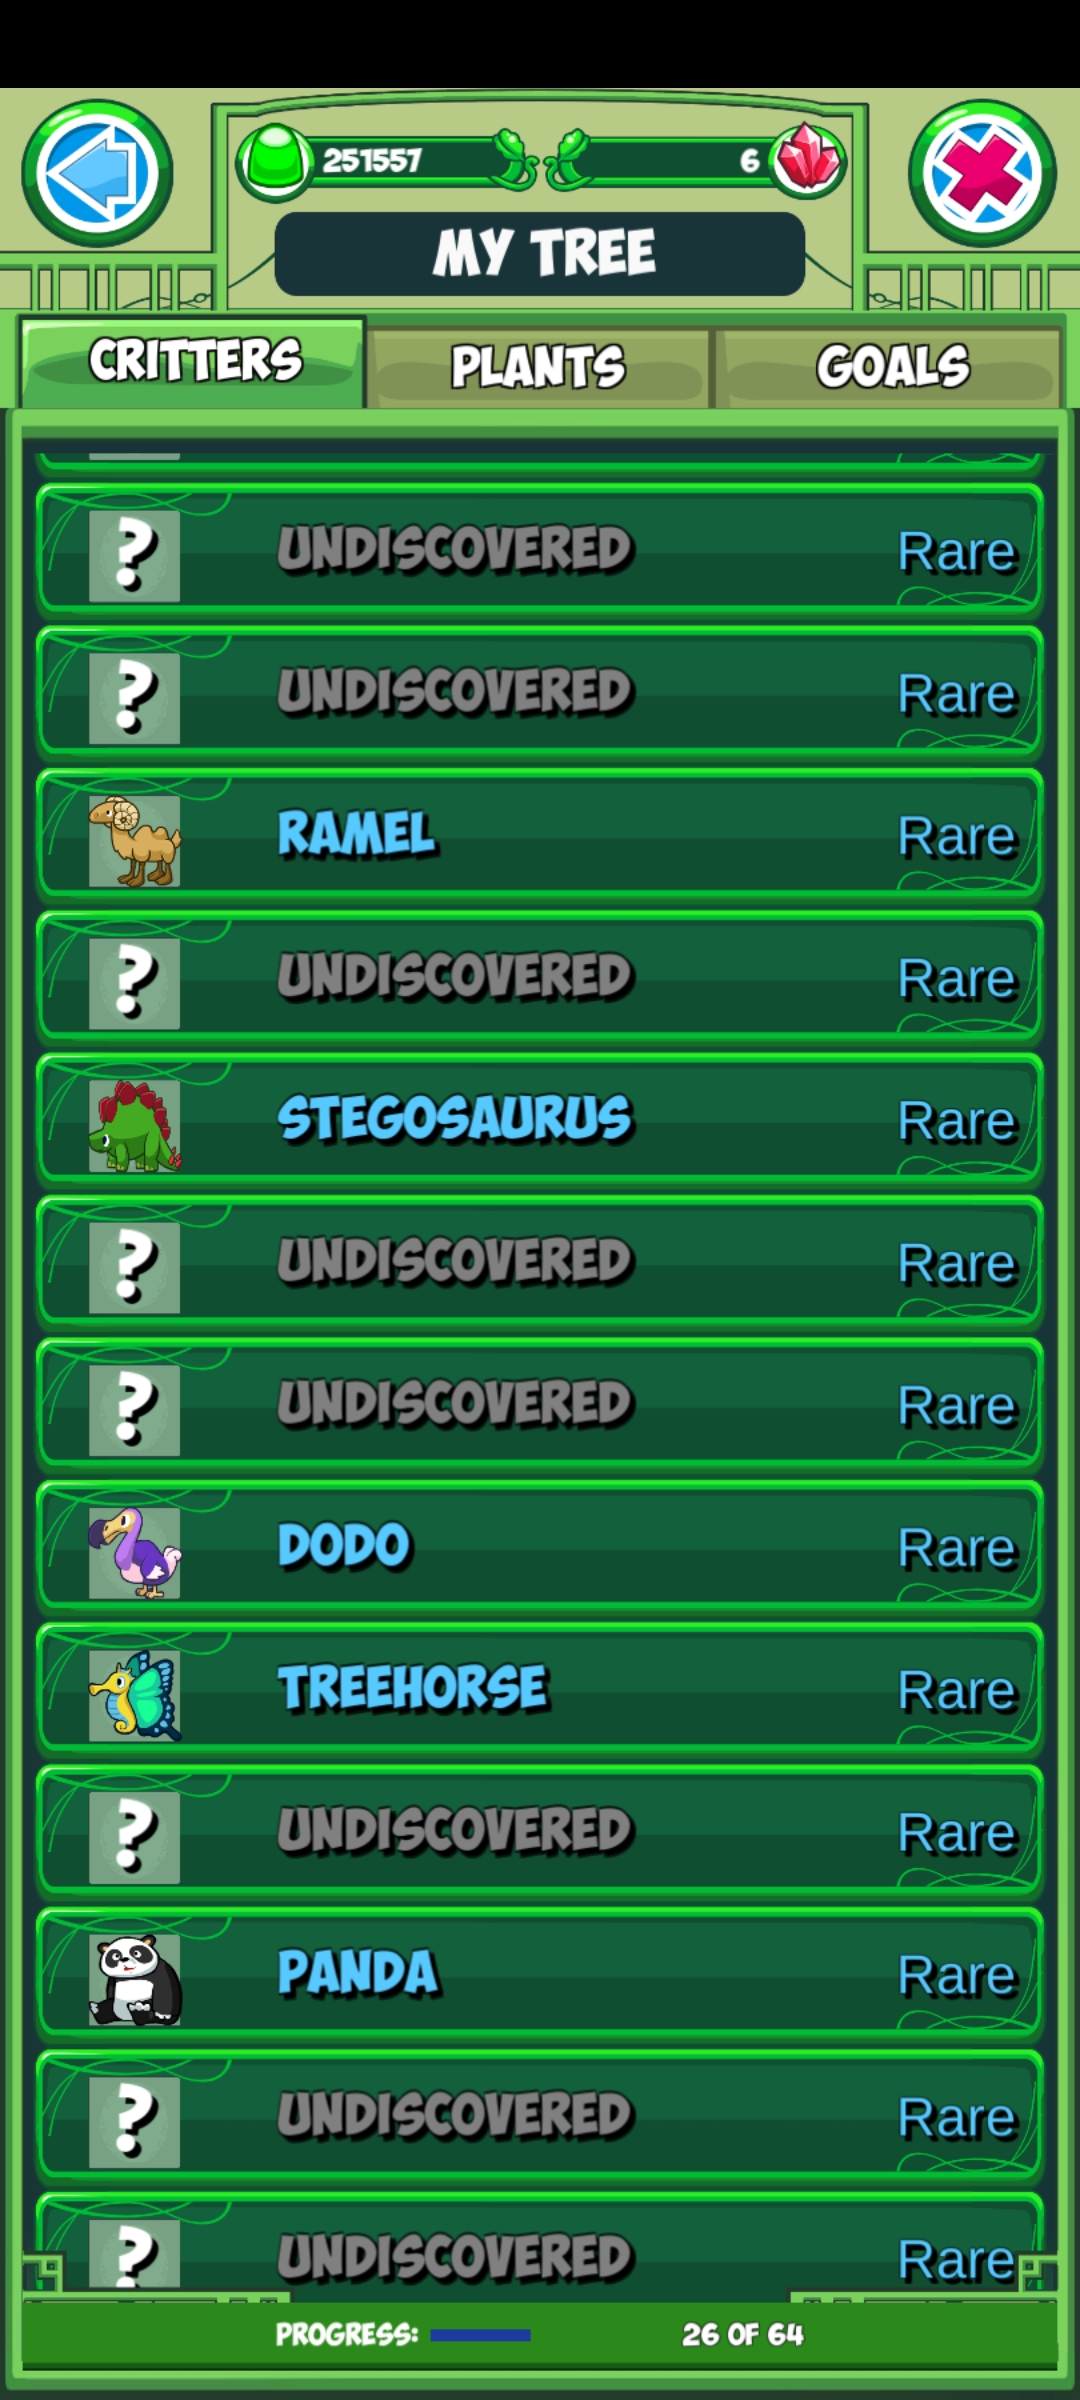 251557
6
MY TREE
CRITTERS PLANTS GOALS
? UNDISCOVERED Rare
? UNDISCOVERED Rare
RAMEL Rare
? UNDISCOVERED Rare
STEGOSAURUS Rare
? UNDISCOVERED Rare
? UNDISCOVERED Rare
DODO Rare
TREEHORSE Rare
? UNDISCOVERED Rare
PANDA Rare
? UNDISCOVERED Rare
? UNDISCOVERED Rare
PROGRESS: 26 OF 64